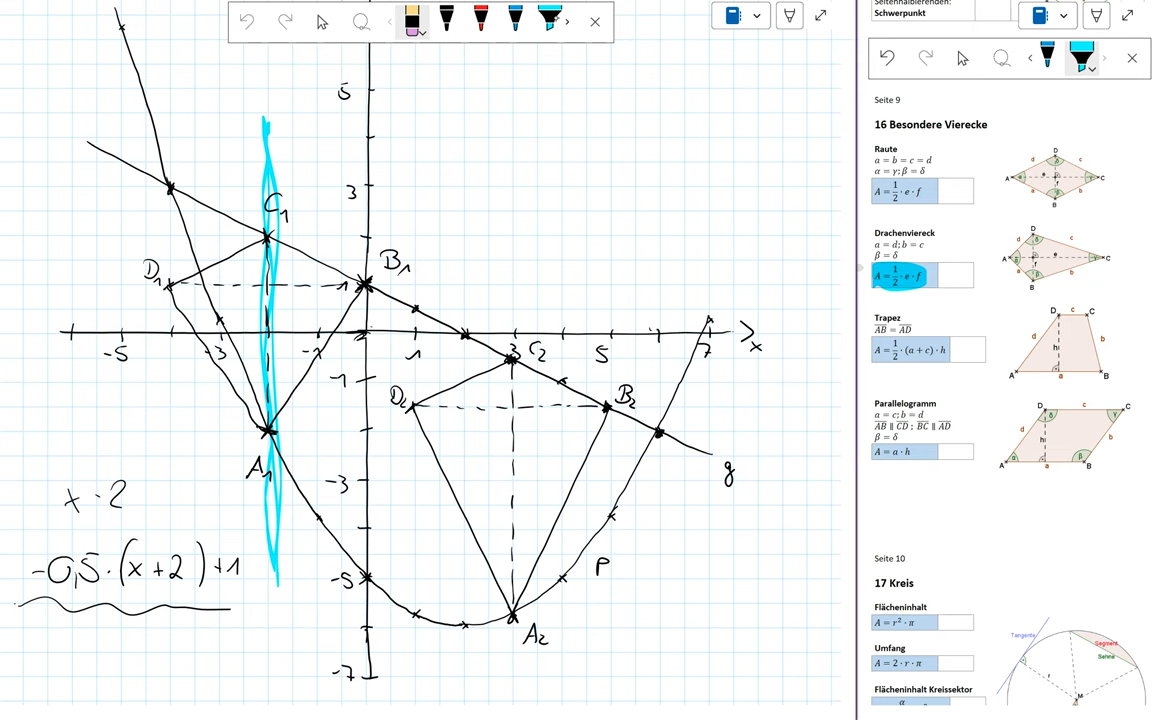 5
3
C1
D1
B1
1
-5
-3
-1
1
3
C2
5
7
x
-1
D2
B2
A1
g
-3
x 2
-0,5·(x+2)+1
-5
P
A2
-7
Seitenhalbierenden:
Schwerpunkt
Seite 9
16 Besondere Vierecke
Raute
a = b = c = d
α = γ; β = δ
A = 1/2 · e · f
D
d
δ
c
A
α
e
f
γ
C
a
β
b
B
Drachenviereck
a = d; b = c
β = δ
A = 1/2 · e · f
D
d
δ
c
A
e
f
γ
C
a
β
b
B
Trapez
AB = AD
A = 1/2 · (a + c) · h
D
c
C
d
h
b
A
a
B
Parallelogramm
a = c; b = d
AB ∥ CD ; BC ∥ AD
β = δ
A = a · h
D
c
C
δ
γ
d
h
b
α
β
A
a
B
Seite 10
17 Kreis
Flächeninhalt
A = r² · π
Umfang
A = 2 · r · π
Flächeninhalt Kreissektor
α
Tangente
Segment
Sehne
r
M